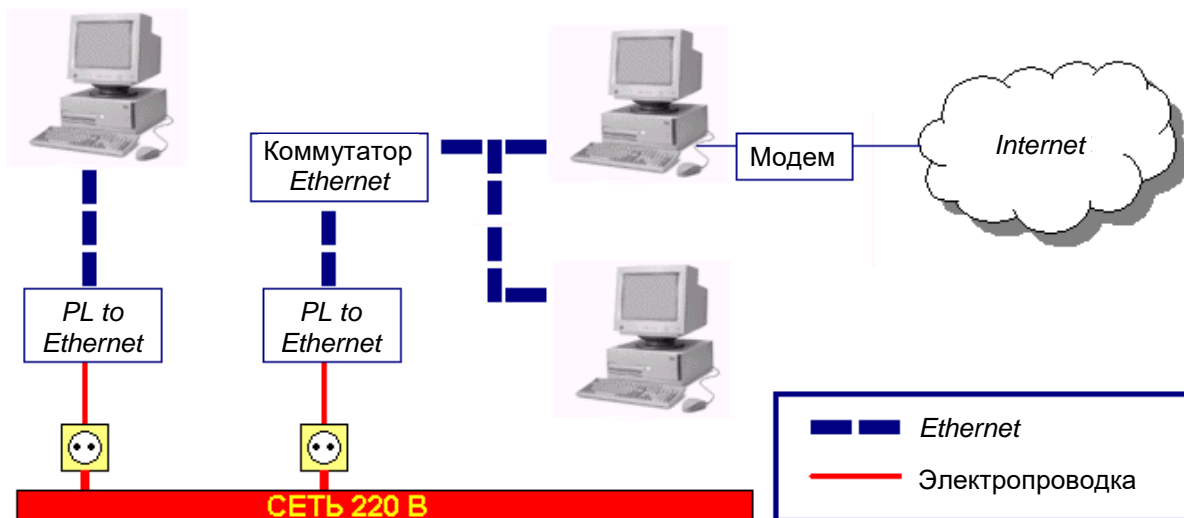 Коммутатор
Ethernet
Модем
Internet
PL to
Ethernet
PL to
Ethernet
СЕТЬ 220 В
Ethernet
Электропроводка